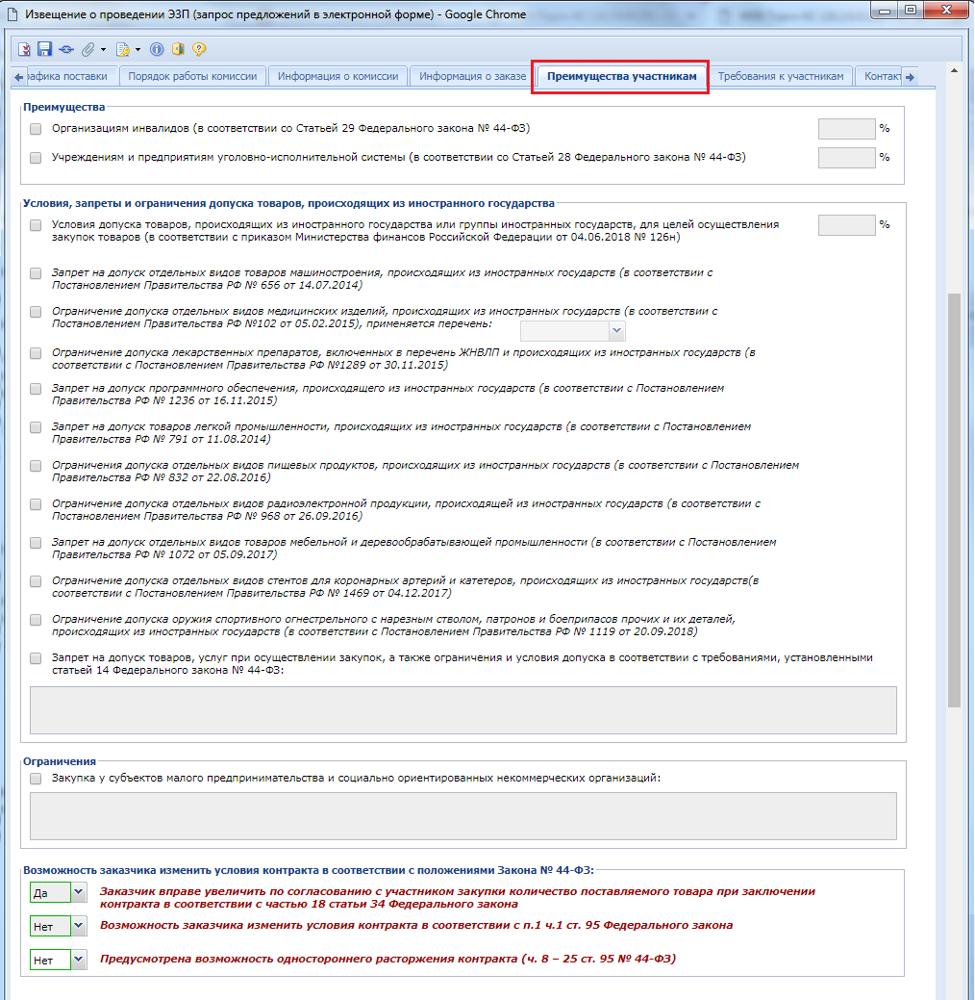 Извещение о проведении ЭЗП (запрос предложений в электронной форме) - Google Chrome
рафика поставки
Порядок работы комиссии
Информация о комиссии
Информация о заказе
Преимущества участникам
Требования к участникам
Контакт
Преимущества
Организациям инвалидов (в соответствии со Статьей 29 Федерального закона № 44-ФЗ)
%
Учреждениям и предприятиям уголовно-исполнительной системы (в соответствии со Статьей 28 Федерального закона № 44-ФЗ)
%
Условия, запреты и ограничения допуска товаров, происходящих из иностранного государства
Условия допуска товаров, происходящих из иностранного государства или группы иностранных государств, для целей осуществления
закупок товаров (в соответствии с приказом Министерства финансов Российской Федерации от 04.06.2018 № 126н)
%
Запрет на допуск отдельных видов товаров машиностроения, происходящих из иностранных государств (в соответствии с
Постановлением Правительства РФ № 656 от 14.07.2014)
Ограничение допуска отдельных видов медицинских изделий, происходящих из иностранных государств (в соответствии с
Постановлением Правительства РФ №102 от 05.02.2015), применяется перечень:
Ограничение допуска лекарственных препаратов, включенных в перечень ЖНВЛП и происходящих из иностранных государств (в
соответствии с Постановлением Правительства РФ №1289 от 30.11.2015)
Запрет на допуск программного обеспечения, происходящего из иностранных государств (в соответствии с Постановлением
Правительства РФ № 1236 от 16.11.2015)
Запрет на допуск товаров легкой промышленности, происходящих из иностранных государств (в соответствии с Постановлением
Правительства РФ № 791 от 11.08.2014)
Ограничения допуска отдельных видов пищевых продуктов, происходящих из иностранных государств (в соответствии с Постановлением
Правительства РФ № 832 от 22.08.2016)
Ограничение допуска отдельных видов радиоэлектронной продукции, происходящей из иностранных государств (в соответствии с
Постановлением Правительства РФ № 968 от 26.09.2016)
Запрет на допуск отдельных видов товаров мебельной и деревообрабатывающей промышленности (в соответствии с Постановлением
Правительства РФ № 1072 от 05.09.2017)
Ограничение допуска отдельных видов стентов для коронарных артерий и катетеров, происходящих из иностранных государств(в
соответствии с Постановлением Правительства РФ № 1469 от 04.12.2017)
Ограничение допуска оружия спортивного огнестрельного с нарезным стволом, патронов и боеприпасов прочих и их деталей,
происходящих из иностранных государств (в соответствии с Постановлением Правительства РФ № 1119 от 20.09.2018)
Запрет на допуск товаров, услуг при осуществлении закупок, а также ограничения и условия допуска в соответствии с требованиями, установленными
статьей 14 Федерального закона № 44-ФЗ:
Ограничения
Закупка у субъектов малого предпринимательства и социально ориентированных некоммерческих организаций:
Возможность заказчика изменить условия контракта в соответствии с положениями Закона № 44-ФЗ:
Да
Заказчик вправе увеличить по согласованию с участником закупки количество поставляемого товара при заключении
контракта в соответствии с частью 18 статьи 34 Федерального закона
Нет
Возможность заказчика изменить условия контракта в соответствии с п.1 ч.1 ст. 95 Федерального закона
Нет
Предусмотрена возможность одностороннего расторжения контракта (ч. 8 – 25 ст. 95 № 44-ФЗ)